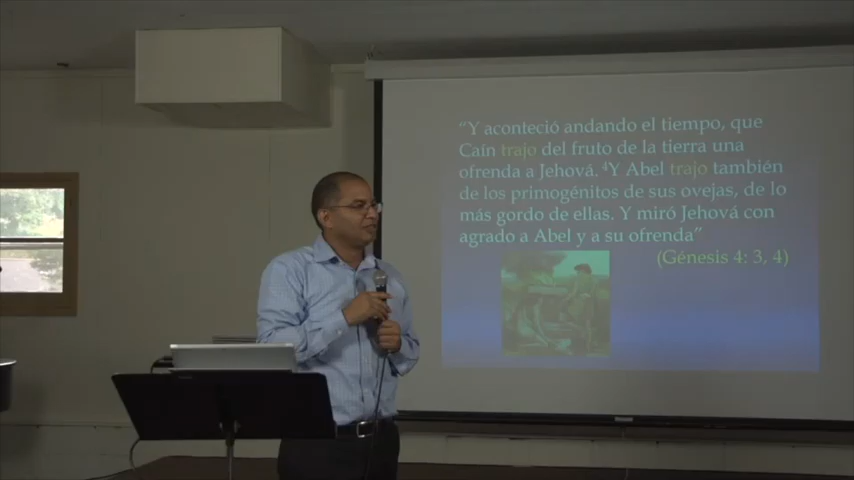 “Y aconteció andando el tiempo, que
Caín trajo del fruto de la tierra una
ofrenda a Jehová. ⁴Y Abel trajo también
de los primogénitos de sus ovejas, de lo
más gordo de ellas. Y miró Jehová con
agrado a Abel y a su ofrenda”
(Génesis 4: 3, 4)